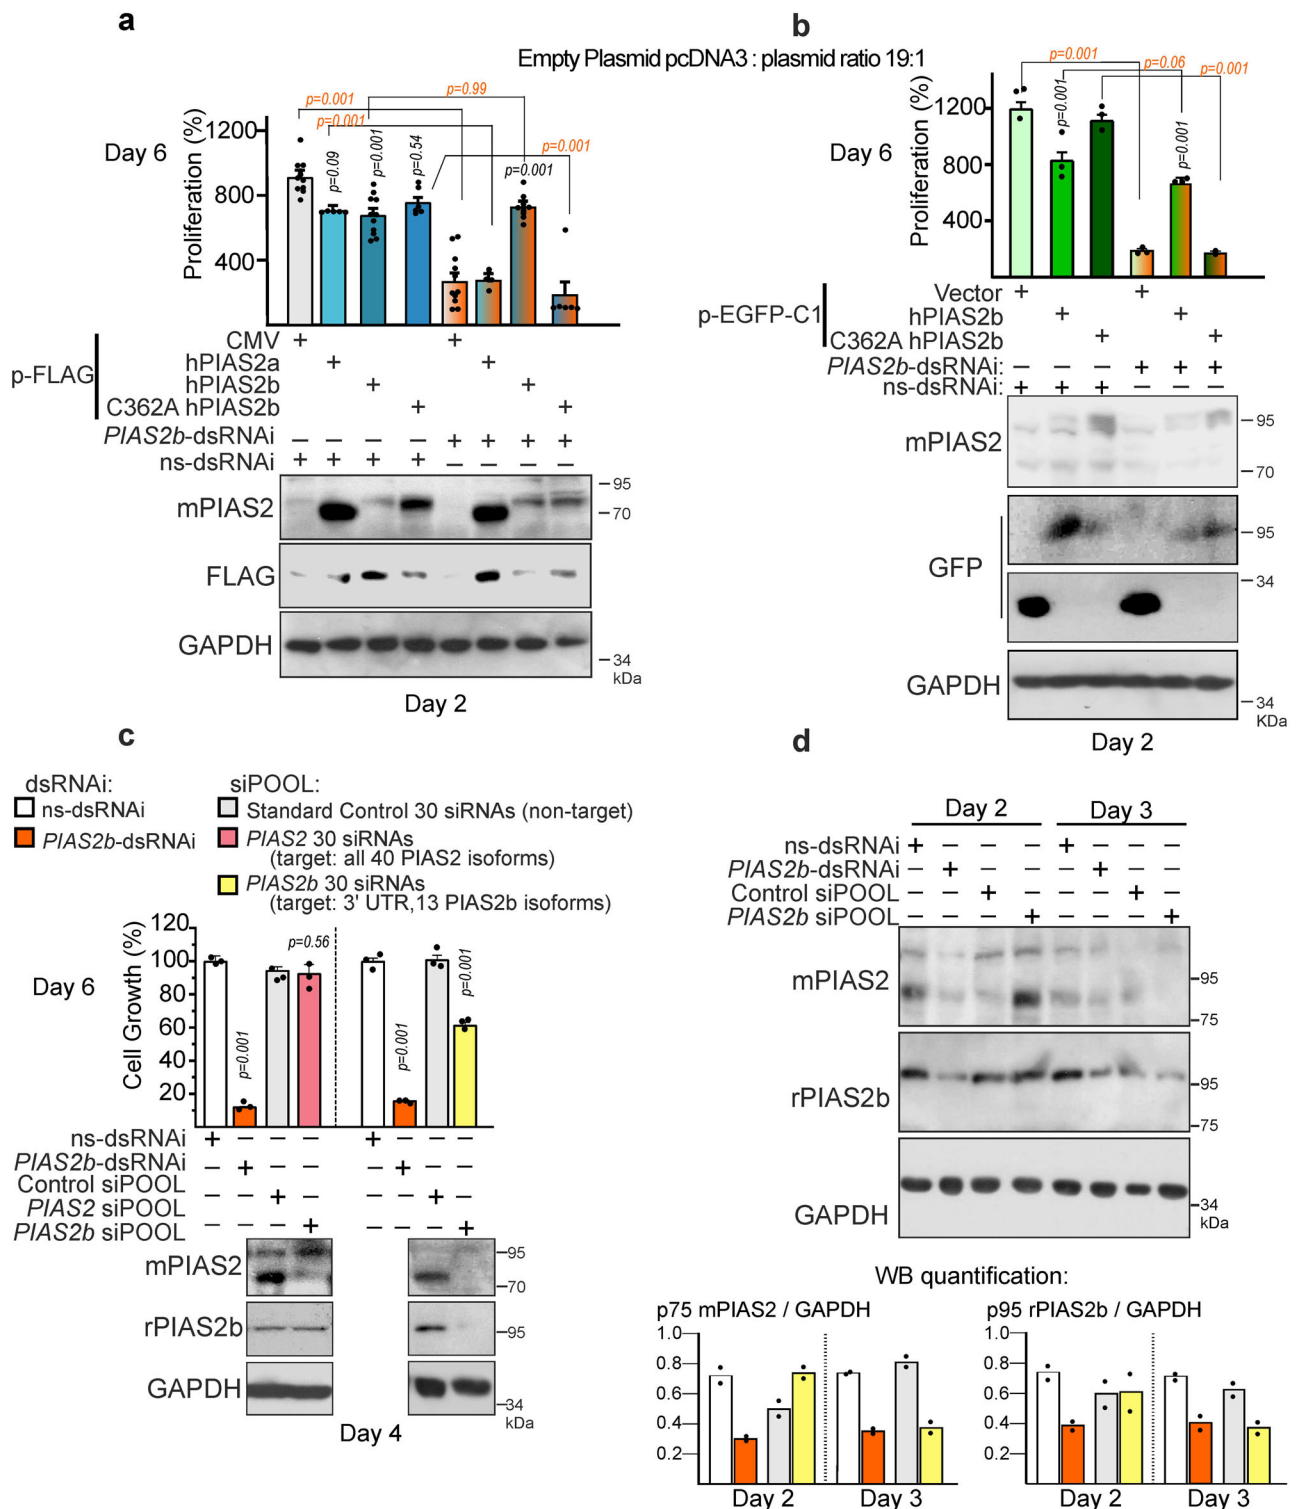 a
b
Empty Plasmid pcDNA3 : plasmid ratio 19:1
Day 6
Proliferation (%)
1200
800
400
p=0.001
p=0.001
p=0.99
p=0.09
p=0.001
p=0.54
p=0.001
p=0.001
p-FLAG
CMV + +
hPIAS2a + +
hPIAS2b + +
C362A hPIAS2b + +
PIAS2b-dsRNAi – – – – + + + +
ns-dsRNAi + + + + – – – –
mPIAS2
95
70
FLAG
GAPDH
34
kDa
Day 2
Day 6
Proliferation (%)
1200
800
400
p=0.001
p=0.06
p=0.001
p=0.001
p=0.001
p-EGFP-C1
Vector + +
hPIAS2b + +
C362A hPIAS2b + +
PIAS2b-dsRNAi: – – – + + +
ns-dsRNAi: + + + – – –
mPIAS2
95
70
GFP
95
34
GAPDH
34
KDa
Day 2
c
dsRNAi:
ns-dsRNAi
PIAS2b-dsRNAi
siPOOL:
Standard Control 30 siRNAs (non-target)
PIAS2 30 siRNAs
(target: all 40 PIAS2 isoforms)
PIAS2b 30 siRNAs
(target: 3' UTR,13 PIAS2b isoforms)
Day 6
Cell Growth (%)
120
100
80
60
40
20
p=0.001
p=0.56
p=0.001
p=0.001
ns-dsRNAi + – – – + – – –
PIAS2b-dsRNAi – + – – – + – –
Control siPOOL
PIAS2 siPOOL – – + – – – + –
PIAS2b siPOOL – – – + – – – +
mPIAS2
95
70
rPIAS2b
95
GAPDH
34
kDa
Day 4
d
Day 2 Day 3
ns-dsRNAi + – – – + – – –
PIAS2b-dsRNAi – + – – – + – –
Control siPOOL – – + – – – + –
PIAS2b siPOOL – – – + – – – +
mPIAS2
95
75
rPIAS2b
95
75
GAPDH
34
kDa
WB quantification:
p75 mPIAS2 / GAPDH
1.0
0.8
0.6
0.4
0.2
Day 2 Day 3
p95 rPIAS2b / GAPDH
1.0
0.8
0.6
0.4
0.2
Day 2 Day 3